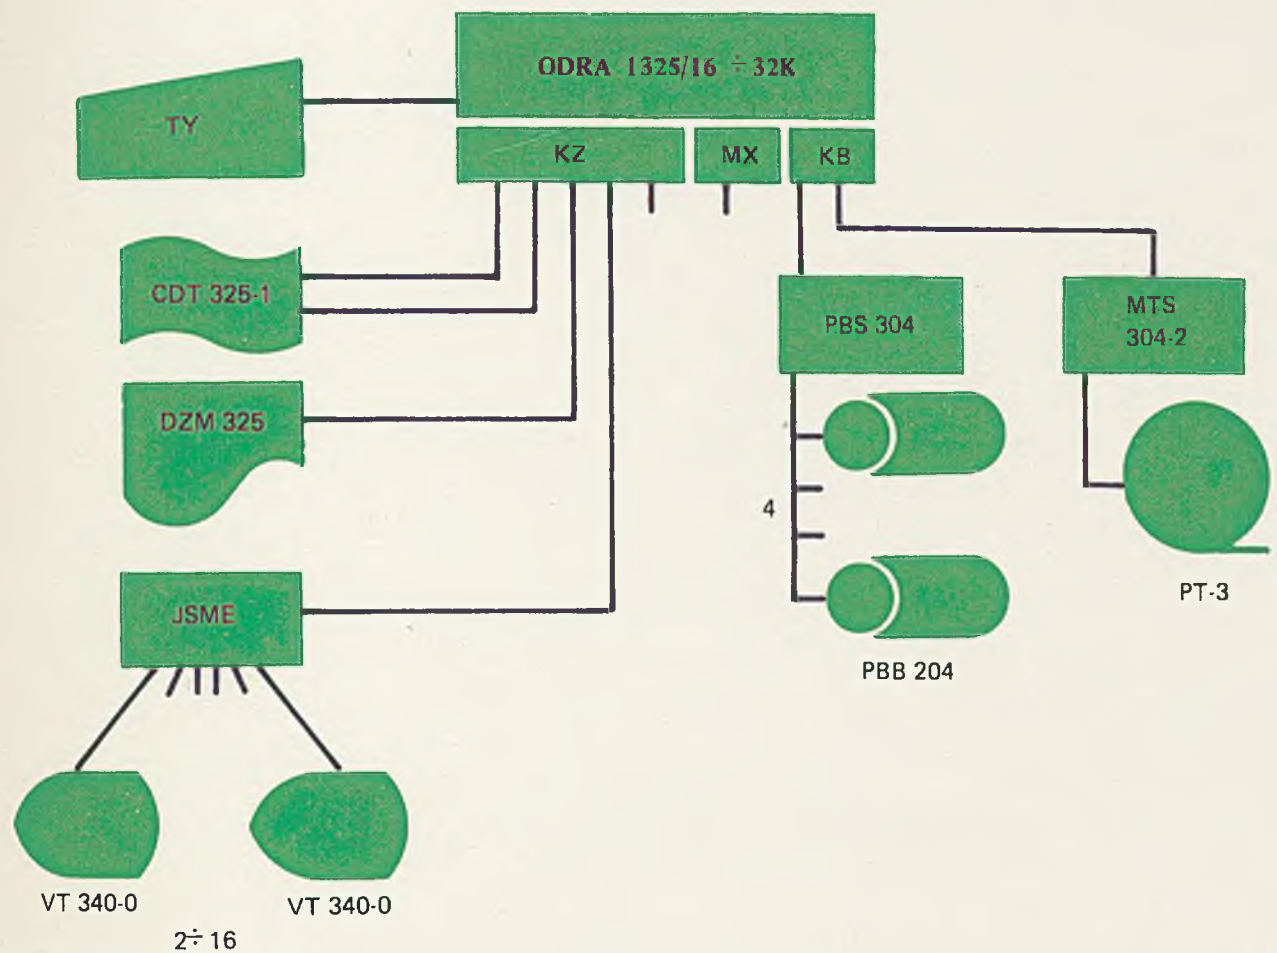 ODRA 1325/16 ÷ 32K
TY
KZ
MX
KB
CDT 325-1
PBS 304
MTS
304-2
DZM 325
4
PT-3
JSME
PBB 204
VT 340-0
VT 340-0
2÷16